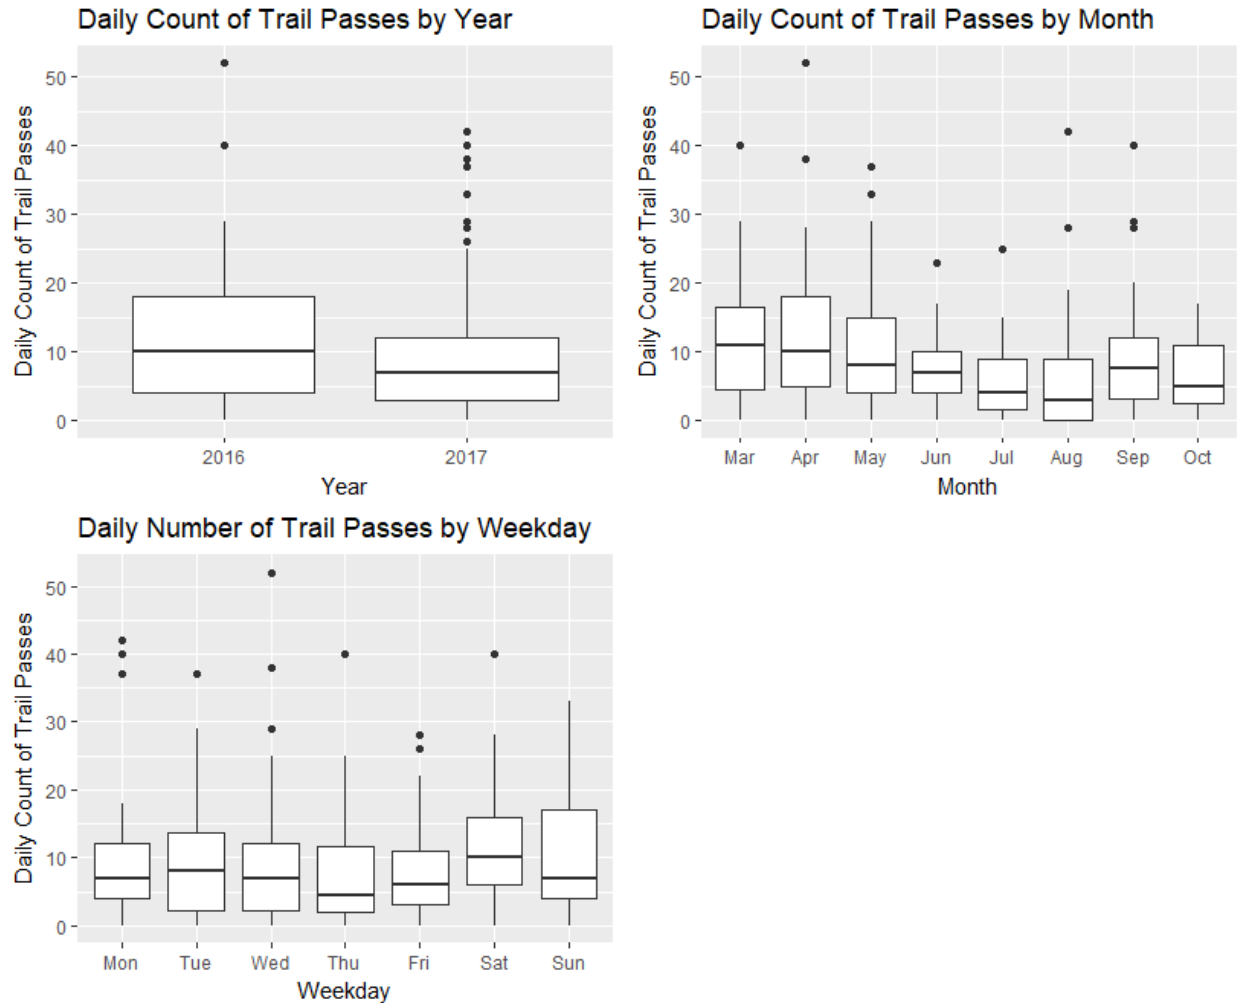 Daily Count of Trail Passes by Year
Daily Count of Trail Passes
50
40
30
20
10
0
2016 2017
Year
Daily Count of Trail Passes by Month
Daily Count of Trail Passes
50
40
30
20
10
0
Mar Apr May Jun Jul Aug Sep Oct
Month
Daily Number of Trail Passes by Weekday
Daily Count of Trail Passes
50
40
30
20
10
0
Mon Tue Wed Thu Fri Sat Sun
Weekday